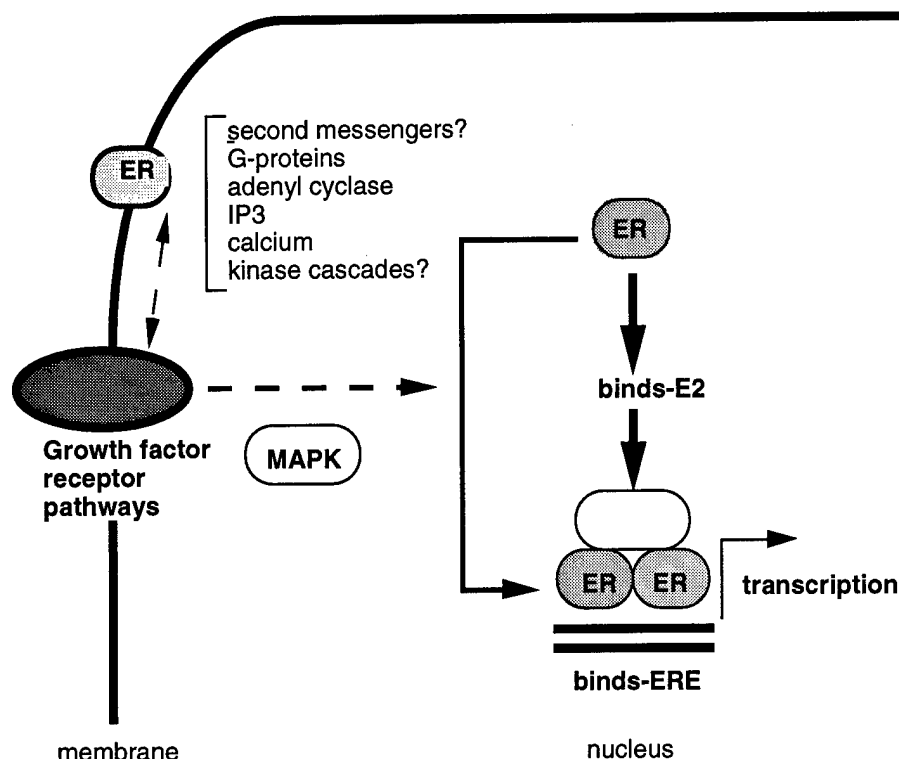 ER
second messengers?
G-proteins
adenyl cyclase
IP3
calcium
kinase cascades?
ER
binds-E2
Growth factor
receptor
pathways
MAPK
ER ER
transcription
binds-ERE
membrane
nucleus